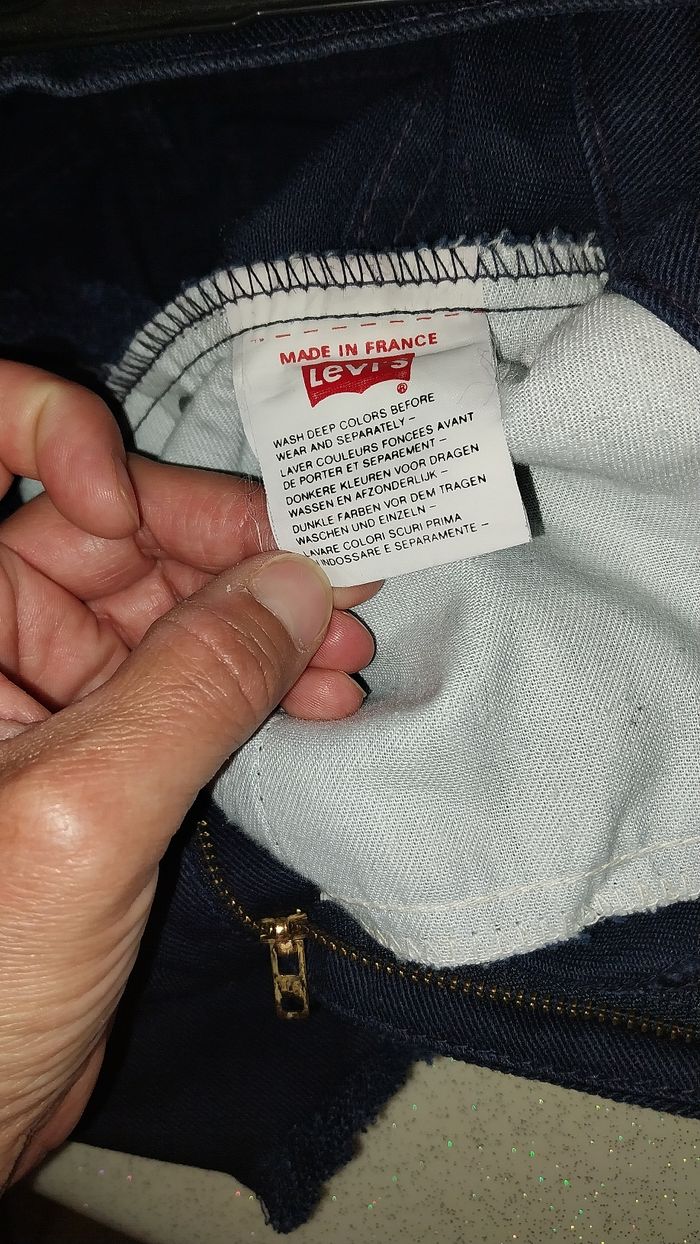 MADE IN FRANCE
Levi's
®
WASH DEEP COLORS BEFORE
WEAR AND SEPARATELY –
LAVER COULEURS FONCEES AVANT
DE PORTER ET SEPAREMENT –
DONKERE KLEUREN VOOR DRAGEN
WASSEN EN AFZONDERLIJK –
DUNKLE FARBEN VOR DEM TRAGEN
WASCHEN UND EINZELN –
LAVARE COLORI SCURI PRIMA
INDOSSARE E SEPARAMENTE –